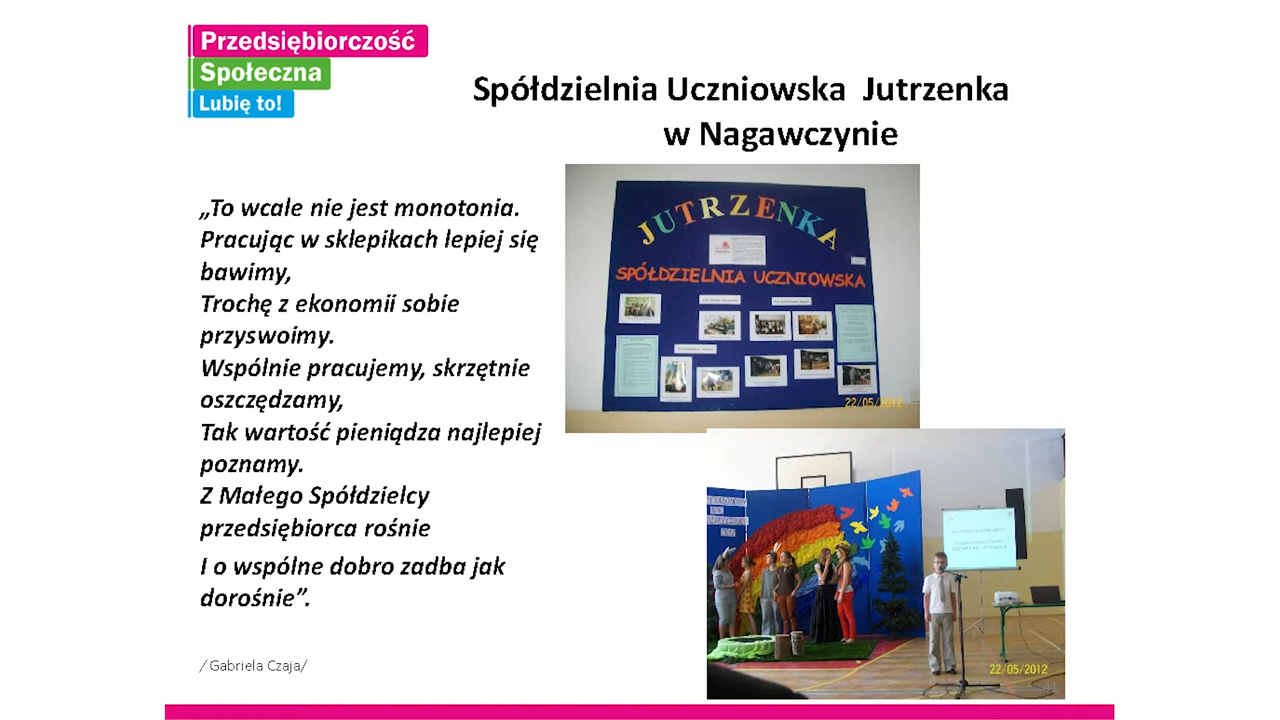 Przedsiębiorczość
Społeczna
Lubię to!
Spółdzielnia Uczniowska Jutrzenka
w Nagawczynie
„To wcale nie jest monotonia.
Pracując w sklepikach lepiej się
bawimy,
Trochę z ekonomii sobie
przyswoimy.
Wspólnie pracujemy, skrzętnie
oszczędzamy,
Tak wartość pieniądza najlepiej
poznamy.
Z Małego Spółdzielcy
przedsiębiorca rośnie
I o wspólne dobro zadba jak
dorośnie”.
/ Gabriela Czaja/
JUTRZENKA
SPÓŁDZIELNIA UCZNIOWSKA
22/05/2012
22/05/2012
41